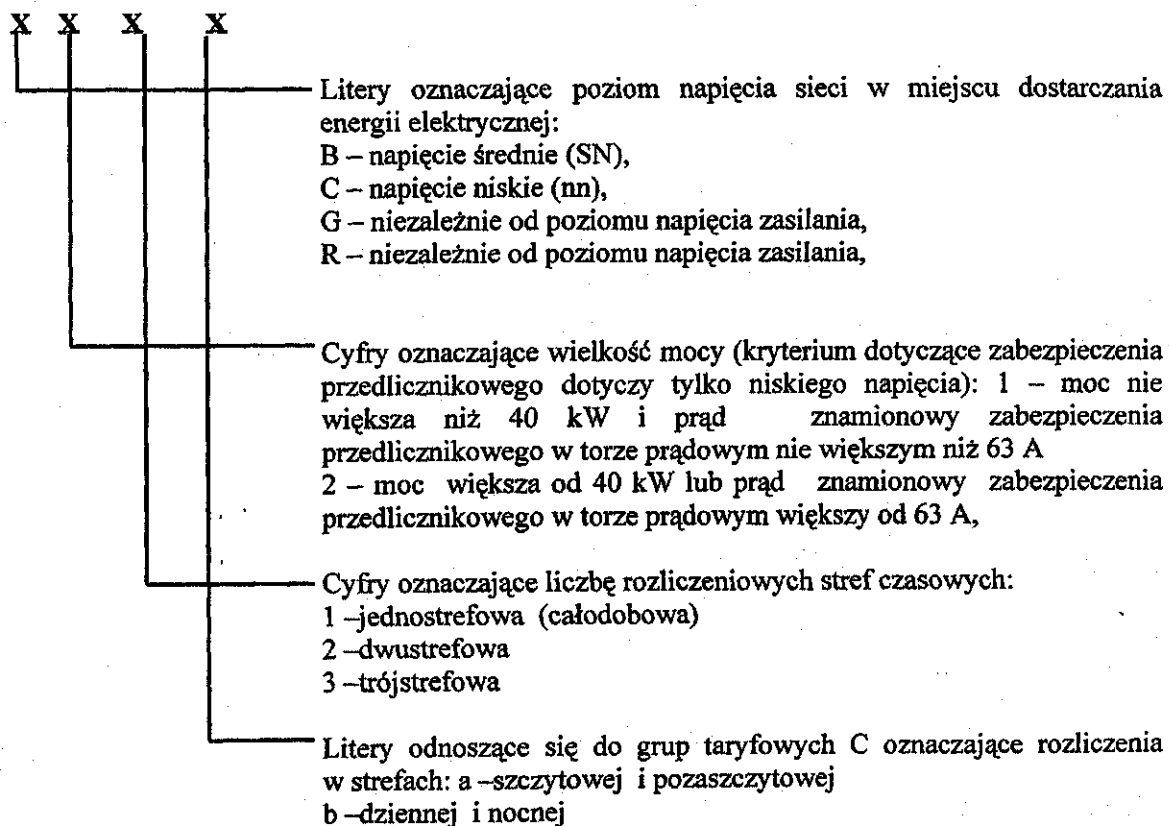 X X X X
Litery oznaczające poziom napięcia sieci w miejscu dostarczania
energii elektrycznej:
B – napięcie średnie (SN),
C – napięcie niskie (nn),
G – niezależnie od poziomu napięcia zasilania,
R – niezależnie od poziomu napięcia zasilania,
Cyfry oznaczające wielkość mocy (kryterium dotyczące zabezpieczenia
przedlicznikowego dotyczy tylko niskiego napięcia): 1 – moc nie
większa niż 40 kW i prąd znamionowy zabezpieczenia
przedlicznikowego w torze prądowym nie większym niż 63 A
2 – moc większa od 40 kW lub prąd znamionowy zabezpieczenia
przedlicznikowego w torze prądowym większy od 63 A,
Cyfry oznaczające liczbę rozliczeniowych stref czasowych:
1 –jednostrefowa (całodobowa)
2 –dwustrefowa
3 –trójstrefowa
Litery odnoszące się do grup taryfowych C oznaczające rozliczenia
w strefach: a –szczytowej i pozaszczytowej
b –dziennej i nocnej